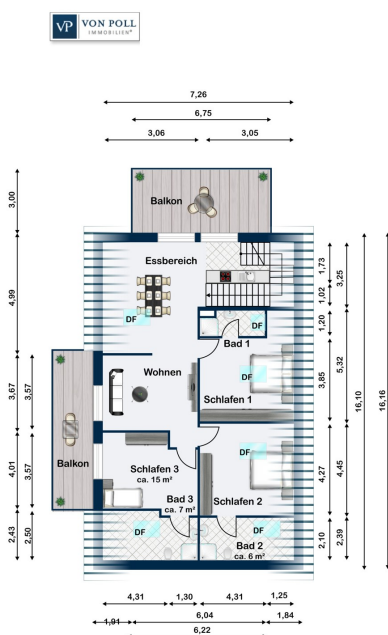 VP VON POLL
IMMOBILIEN®
7,26
6,75
3,06
3,05
3,00
Balkon
Essbereich
4,99
1,73
3,25
1,02
DF
DF
1,20
Bad 1
16,10
16,16
3,67
3,57
Wohnen
DF
3,85
5,32
Schlafen 1
4,01
3,57
Balkon
Schlafen 3
ca. 15 m²
DF
4,27
4,45
Bad 3
ca. 7 m²
Schlafen 2
2,43
2,50
DF
DF
Bad 2
ca. 6 m²
2,10
2,39
4,31
1,30
4,31
1,25
1,91
6,04
1,84
6,22